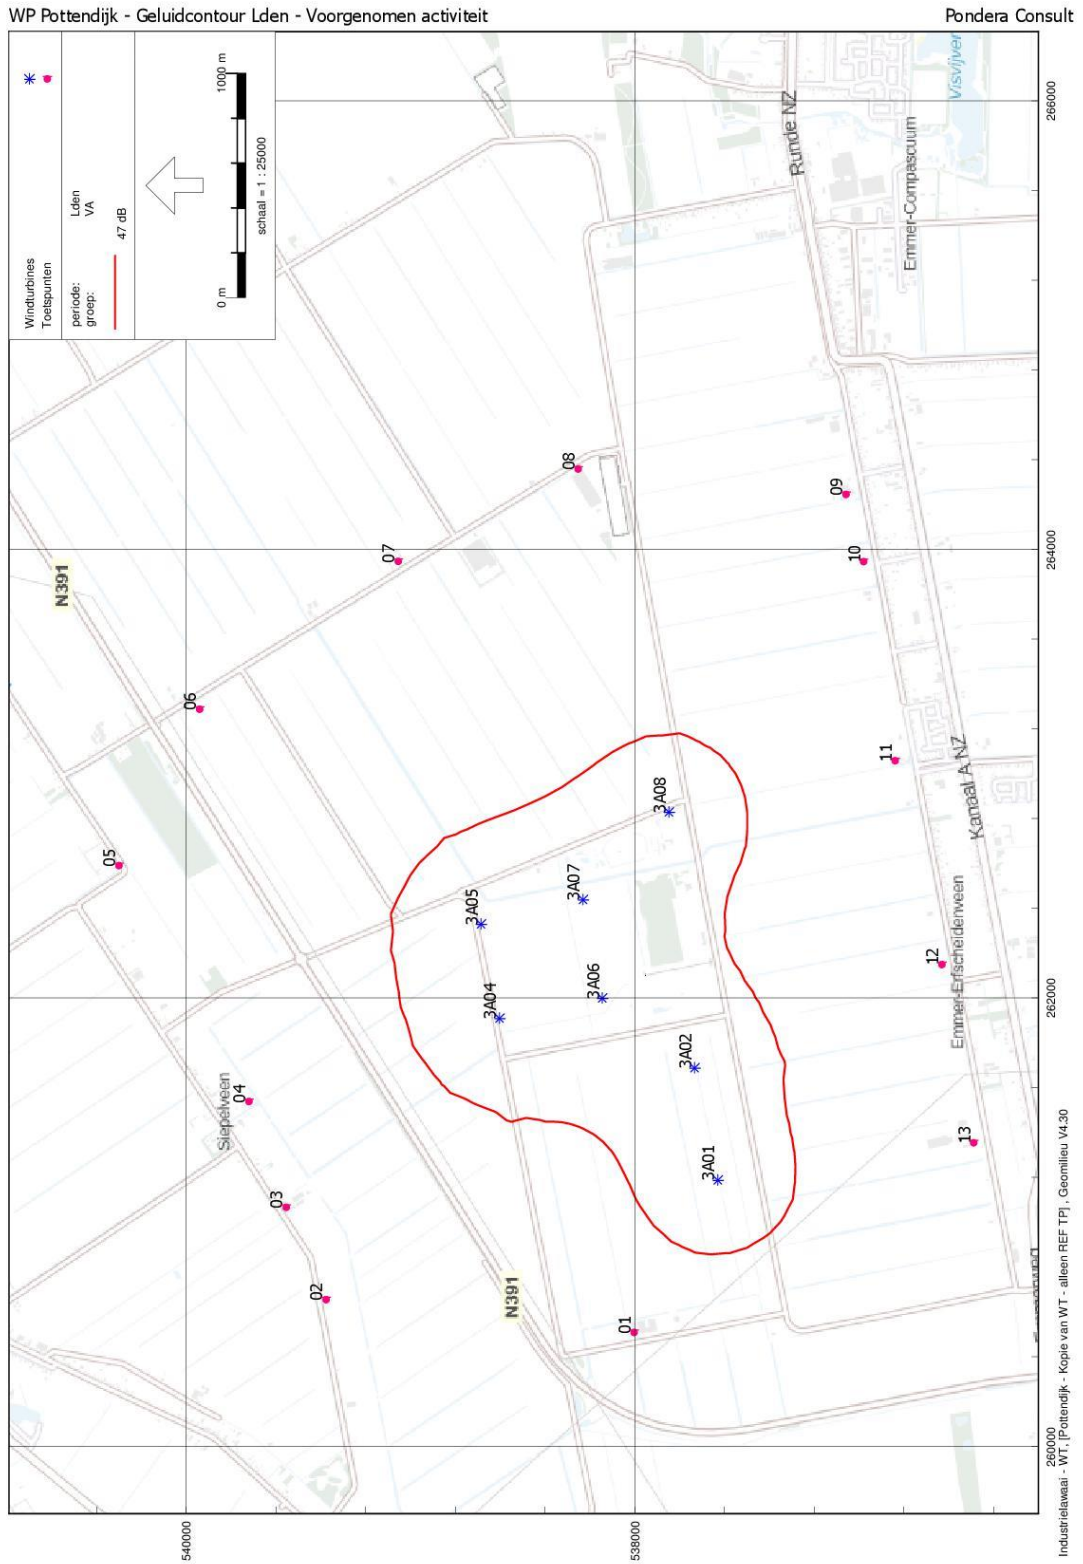 WP Pottendijk - Geluidcontour Lden - Voorgenomen activiteit
Pondera Consult
Windturbines
Toetspunten
periode: Lden
groep: VA
47 dB
0 m
1000 m
schaal = 1 : 25000
N391
N391
Siepelveen
Runde NZ
Emmer-Compascuum
Visvijver
Kanaal A NZ
Emmer-Erfscheidenveen
01
02
03
04
05
06
07
08
09
10
11
12
13
3A01
3A02
3A04
3A05
3A06
3A07
3A08
540000
538000
260000
262000
264000
266000
Industrielawaai - WT, [Pottendijk - Kopie van WT - alleen REF TP] , Geomilieu V4.30